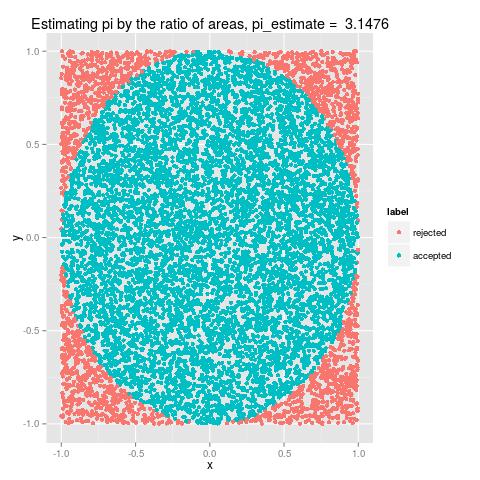 Estimating pi by the ratio of areas, pi_estimate =  3.1476
1.0
0.5
0.0
-0.5
-1.0
y
-1.0 -0.5 0.0 0.5 1.0
x
label
rejected
accepted